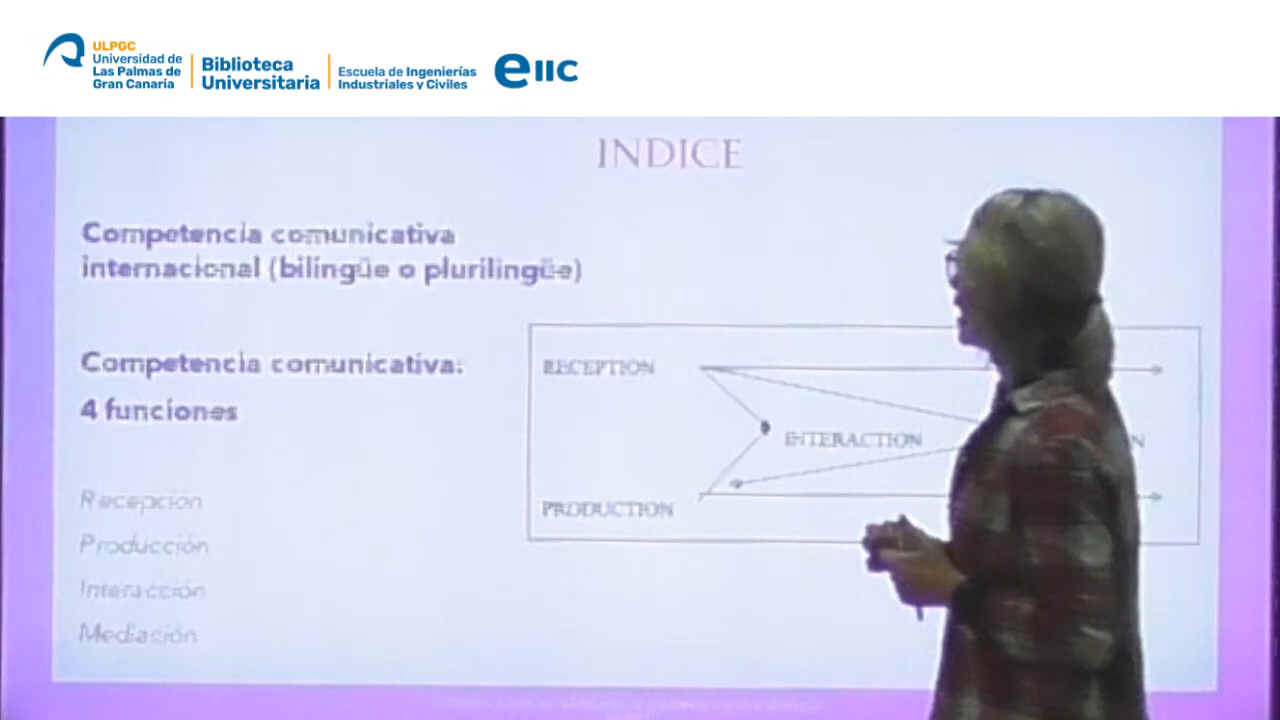 ULPGC
Universidad de
Las Palmas de
Gran Canaria
Biblioteca
Universitaria
Escuela de Ingenierías
Industriales y Civiles
eiic
INDICE
Competencia comunicativa
internacional (bilingüe o plurilingüe)
Competencia comunicativa:
4 funciones
Recepción
Producción
Interacción
Mediación
RECEPTION
INTERACTION
PRODUCTION